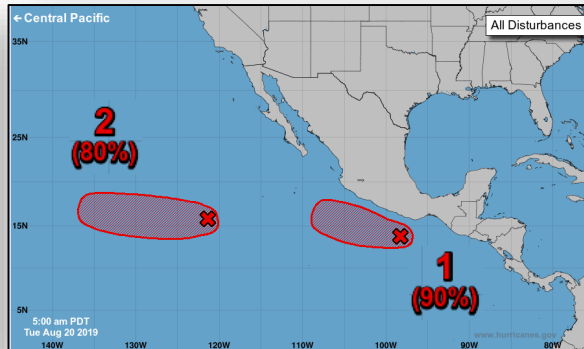 ← Central Pacific
All Disturbances
35N
25N
15N
5N
2
(80%)
1
(90%)
5:00 am PDT
Tue Aug 20 2019
www.hurricanes.gov
140W
130W
120W
110W
100W
90W
80W